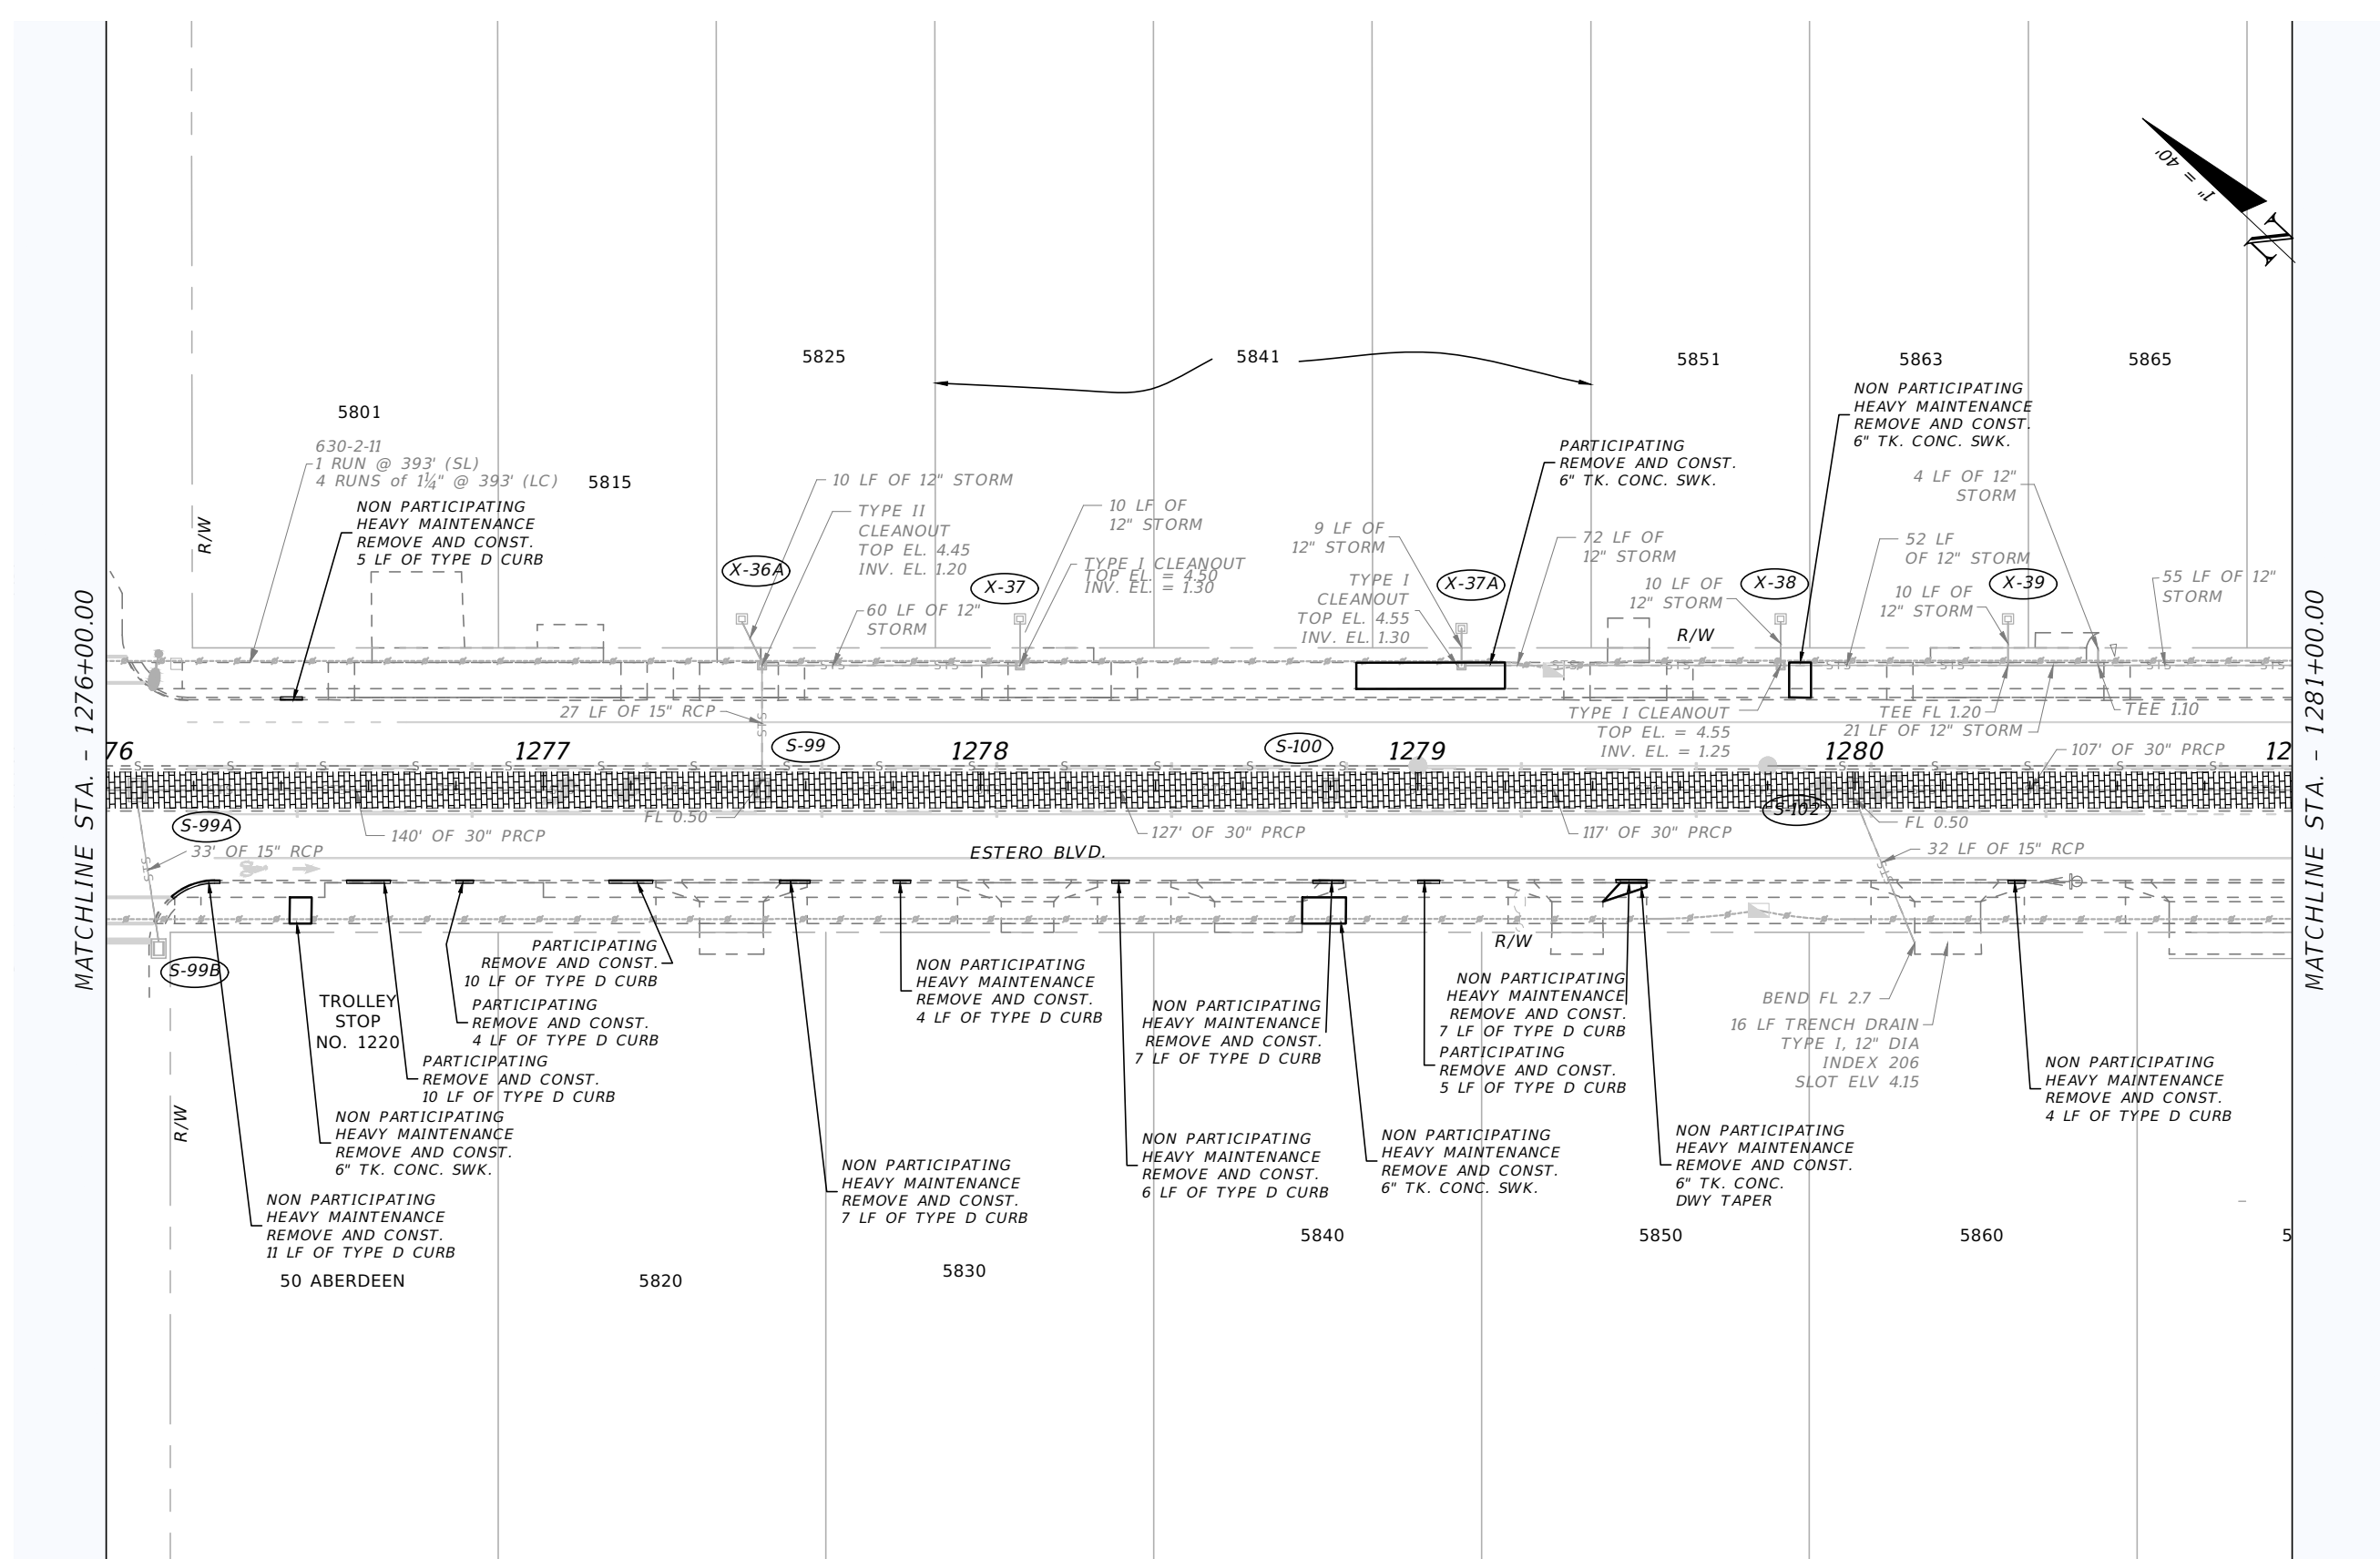 1" = 40'
N
5825
5841
5851
5863
5865
NON PARTICIPATING
HEAVY MAINTENANCE
REMOVE AND CONST.
6" TK. CONC. SWK.
5801
630-2-11
1 RUN @ 393' (SL)
4 RUNS of 1¼" @ 393' (LC)
5815
NON PARTICIPATING
HEAVY MAINTENANCE
REMOVE AND CONST.
5 LF OF TYPE D CURB
R/W
10 LF OF 12" STORM
TYPE II
CLEANOUT
TOP EL. 4.45
INV. EL. 1.20
10 LF OF
12" STORM
TYPE I CLEANOUT
TOP EL. = 4.50
INV. EL. = 1.30
PARTICIPATING
REMOVE AND CONST.
6" TK. CONC. SWK.
9 LF OF
12" STORM
TYPE I
CLEANOUT
TOP EL. 4.55
INV. EL. 1.30
72 LF OF
12" STORM
4 LF OF 12"
STORM
52 LF
OF 12" STORM
10 LF OF
12" STORM
10 LF OF
12" STORM
55 LF OF 12"
STORM
X-36A
X-37
X-37A
X-38
X-39
60 LF OF 12"
STORM
R/W
MATCHLINE STA. - 1276+00.00
MATCHLINE STA. - 1281+00.00
STS
STS
STS
STS
STS
STS
STS
STS
27 LF OF 15" RCP
STS
TYPE I CLEANOUT
TOP EL. = 4.55
INV. EL. = 1.25
TEE FL 1.20
21 LF OF 12" STORM
TEE 1.10
76
1277
1278
1279
1280
12
S-99
S-100
107' OF 30" PRCP
S-102
S-99A
FL 0.50
140' OF 30" PRCP
127' OF 30" PRCP
117' OF 30" PRCP
FL 0.50
33' OF 15" RCP
ESTERO BLVD.
32 LF OF 15" RCP
STS
STS
S-99B
R/W
PARTICIPATING
REMOVE AND CONST.
10 LF OF TYPE D CURB
PARTICIPATING
REMOVE AND CONST.
4 LF OF TYPE D CURB
TROLLEY
STOP
NO. 1220
PARTICIPATING
REMOVE AND CONST.
10 LF OF TYPE D CURB
NON PARTICIPATING
HEAVY MAINTENANCE
REMOVE AND CONST.
6" TK. CONC. SWK.
NON PARTICIPATING
HEAVY MAINTENANCE
REMOVE AND CONST.
11 LF OF TYPE D CURB
R/W
NON PARTICIPATING
HEAVY MAINTENANCE
REMOVE AND CONST.
4 LF OF TYPE D CURB
NON PARTICIPATING
HEAVY MAINTENANCE
REMOVE AND CONST.
7 LF OF TYPE D CURB
NON PARTICIPATING
HEAVY MAINTENANCE
REMOVE AND CONST.
7 LF OF TYPE D CURB
NON PARTICIPATING
HEAVY MAINTENANCE
REMOVE AND CONST.
7 LF OF TYPE D CURB
PARTICIPATING
REMOVE AND CONST.
5 LF OF TYPE D CURB
NON PARTICIPATING
HEAVY MAINTENANCE
REMOVE AND CONST.
6 LF OF TYPE D CURB
NON PARTICIPATING
HEAVY MAINTENANCE
REMOVE AND CONST.
6" TK. CONC. SWK.
NON PARTICIPATING
HEAVY MAINTENANCE
REMOVE AND CONST.
6" TK. CONC.
DWY TAPER
BEND FL 2.7
16 LF TRENCH DRAIN
TYPE I, 12" DIA
INDEX 206
SLOT ELV 4.15
NON PARTICIPATING
HEAVY MAINTENANCE
REMOVE AND CONST.
4 LF OF TYPE D CURB
50 ABERDEEN
5820
5830
5840
5850
5860
5